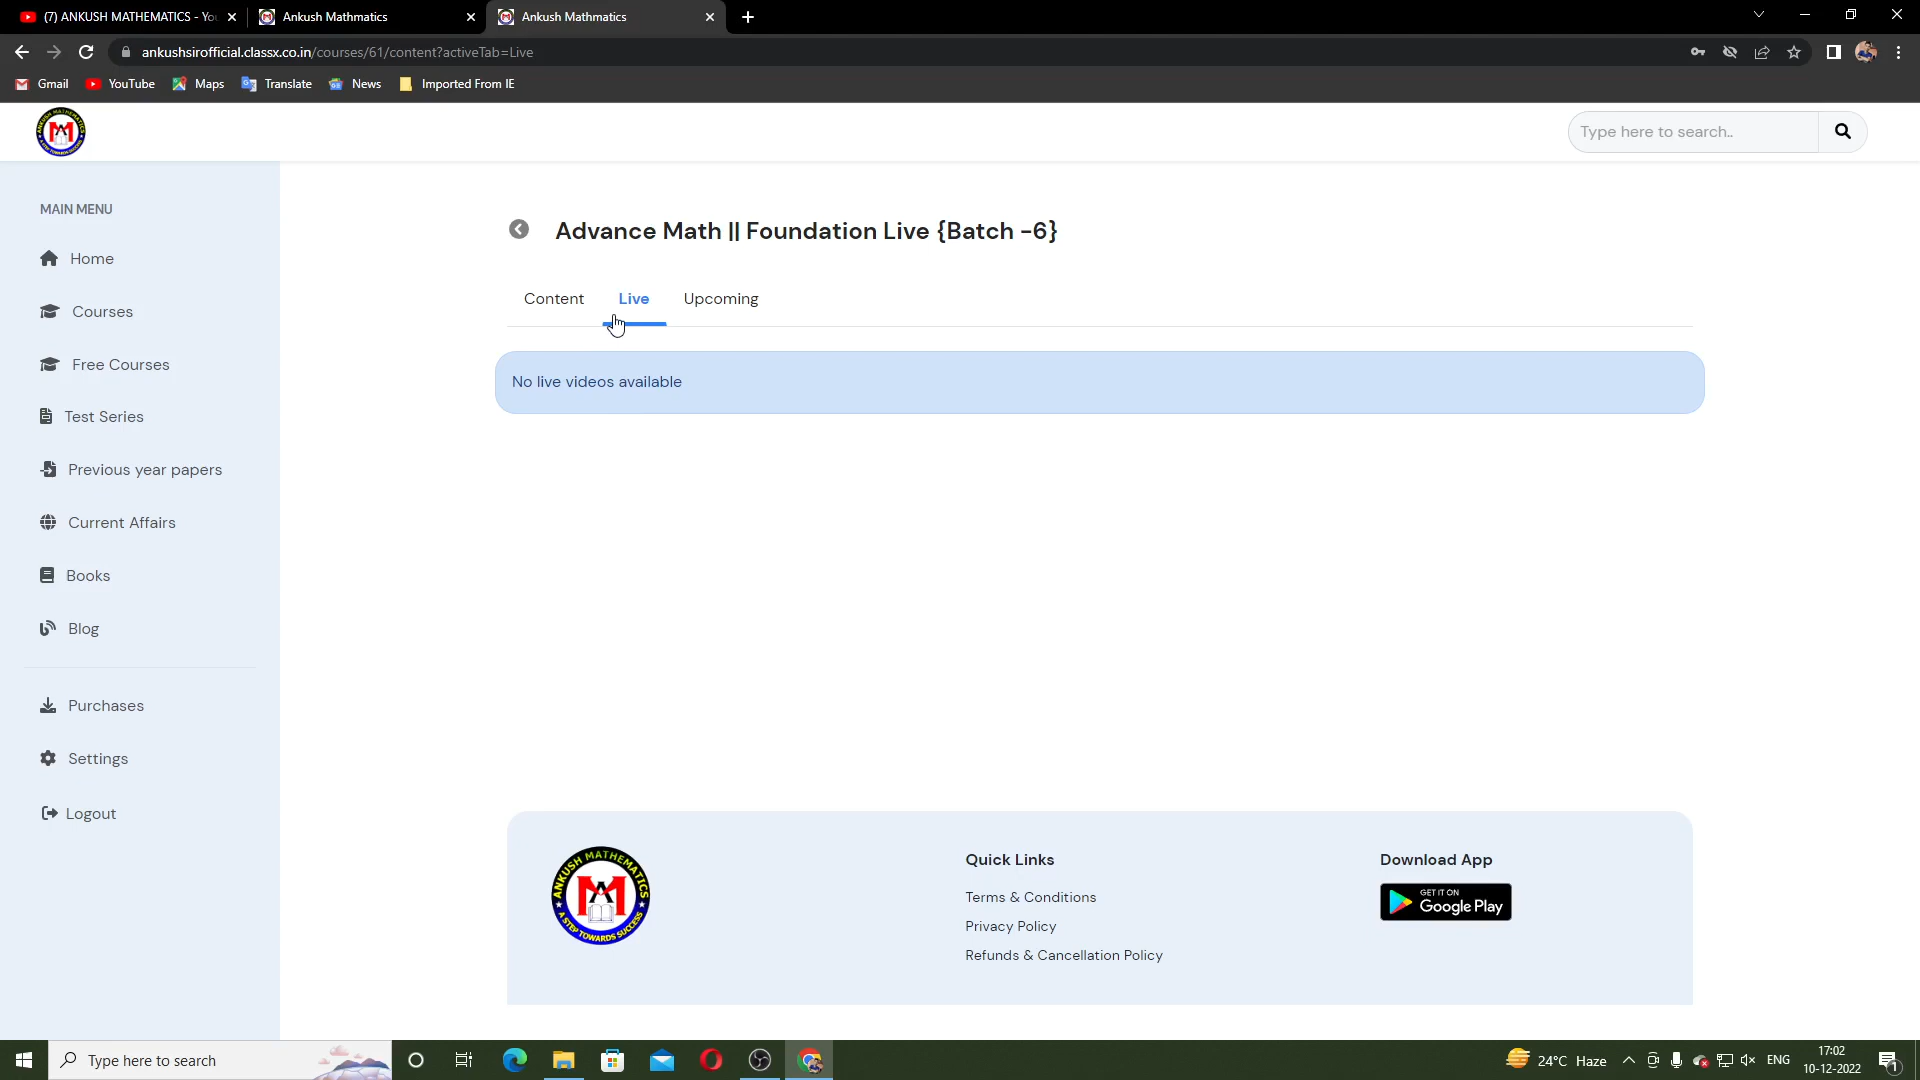 (7) ANKUSH MATHEMATICS - Yo
Ankush Mathmatics
Ankush Mathmatics
ankushsirofficial.classx.co.in/courses/61/content?activeTab=Live
Gmail
YouTube
Maps
Translate
News
Imported From IE
Type here to search..
MAIN MENU
Home
Courses
Free Courses
Test Series
Previous year papers
Current Affairs
Books
Blog
Purchases
Settings
Logout
Advance Math || Foundation Live {Batch -6}
Content
Live
Upcoming
No live videos available
ANKUSH MATHEMATICS
M
A STEP TOWARDS SUCCESS
Quick Links
Terms & Conditions
Privacy Policy
Refunds & Cancellation Policy
Download App
GET IT ON
Google Play
Type here to search
24°C Haze
ENG
17:02
10-12-2022
1